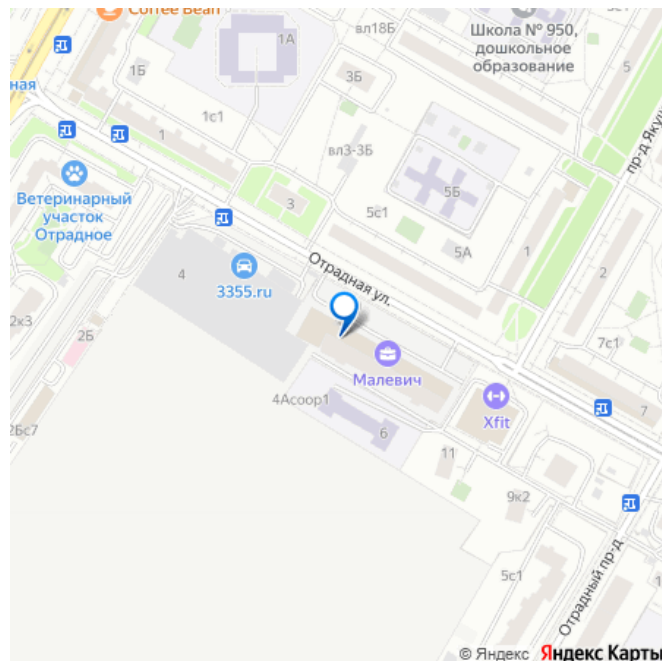 Coffee Bean
вл18Б
Школа № 950,
дошкольное
образование
5
1А
1Б
3Б
1с1
1
вл3-3Б
пр-д Яку
ная
Ветеринарный
участок
Отрадное
3
5с1
5Б
5А
1
2
4
3355.ru
Отрадная ул.
2к3
2Б
7с1
Малевич
4Асоор1
6
Xfit
7
2Бс7
11
9к2
5с1
Отрадный пр-д
© Яндекс Яндекс Карты